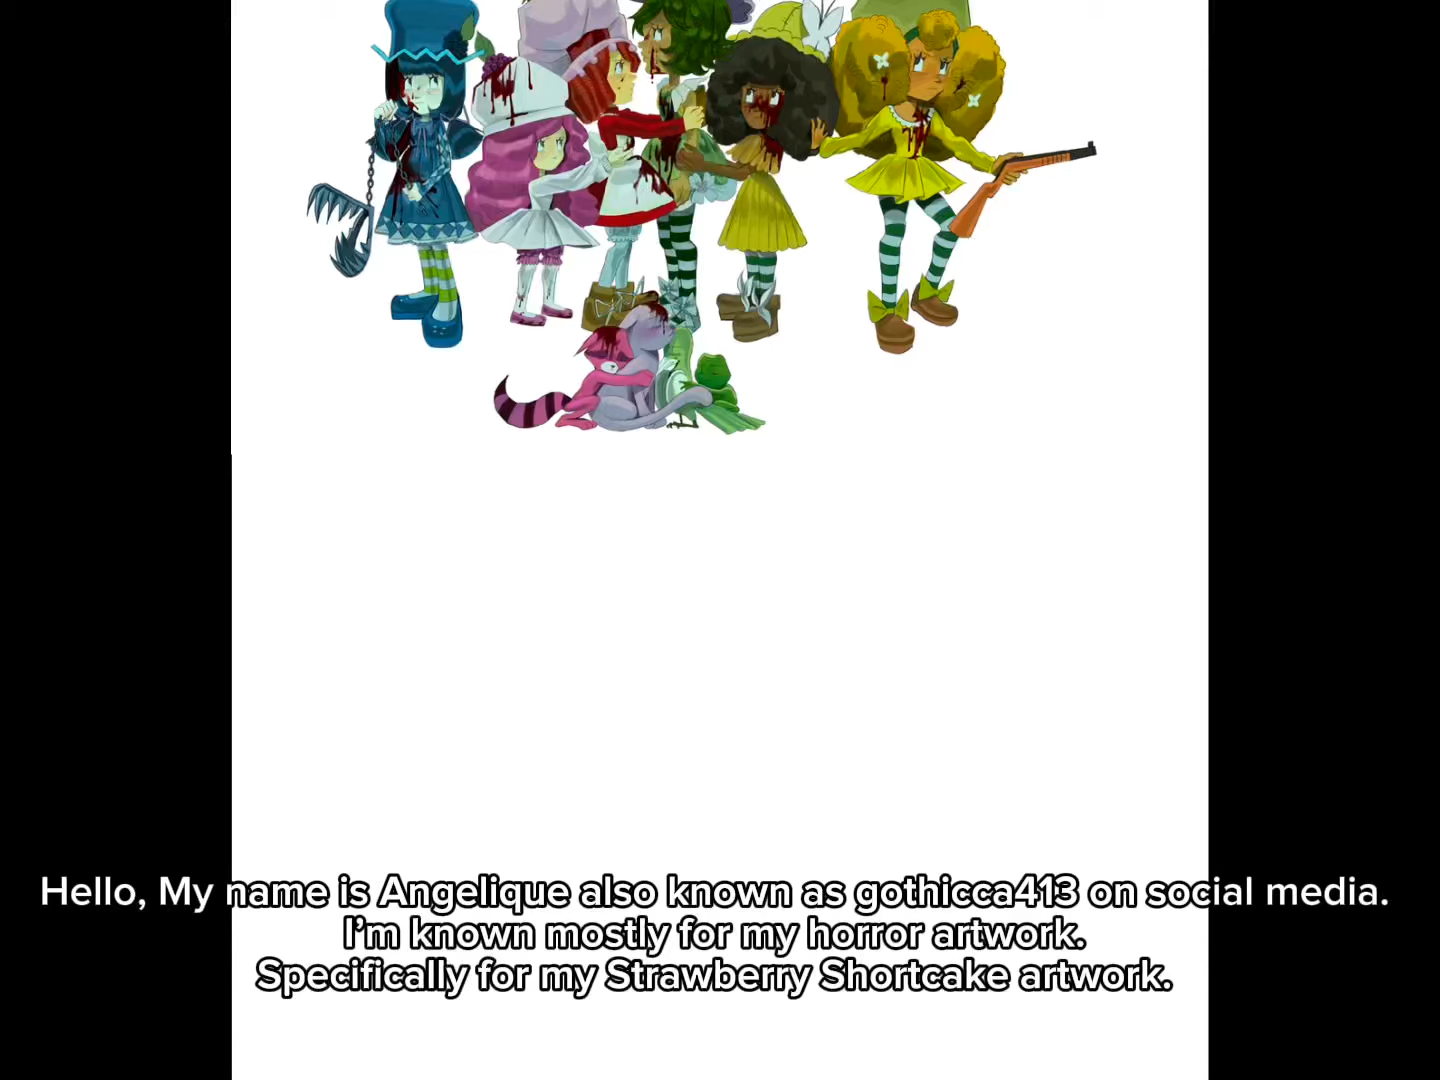 Hello, My name is Angelique also known as gothicca413 on social media.
I’m known mostly for my horror artwork.
Specifically for my Strawberry Shortcake artwork.